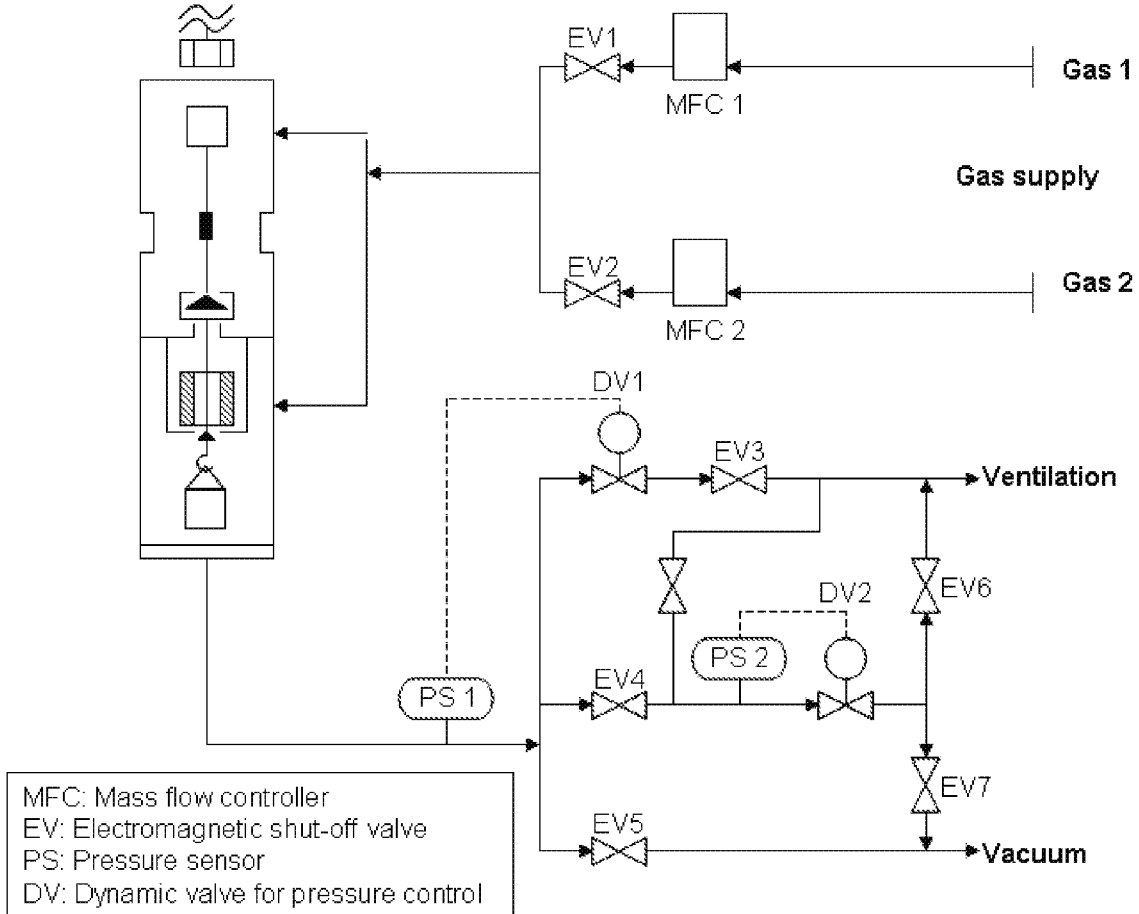 EV1
MFC 1
Gas 1
Gas supply
EV2
MFC 2
Gas 2
DV1
EV3
Ventilation
DV2
EV6
PS 2
EV4
PS 1
EV7
EV5
Vacuum
MFC: Mass flow controller
EV: Electromagnetic shut-off valve
PS: Pressure sensor
DV: Dynamic valve for pressure control